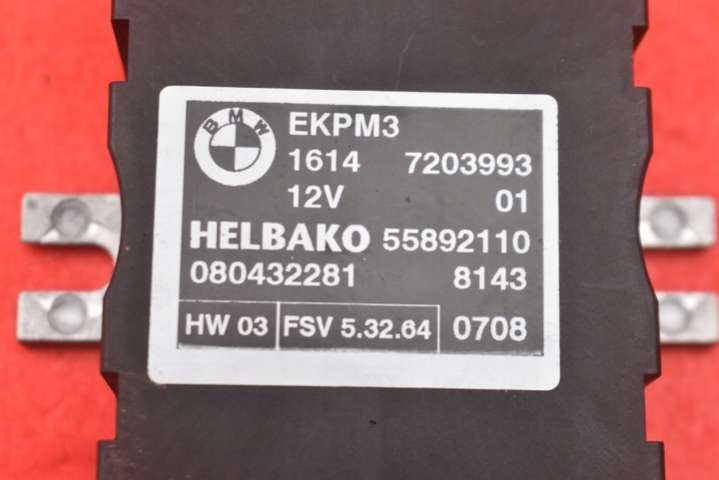 BMW
EKPM3
1614 7203993
12V 01
HELBAKO 55892110
080432281 8143
HW 03 FSV 5.32.64 0708